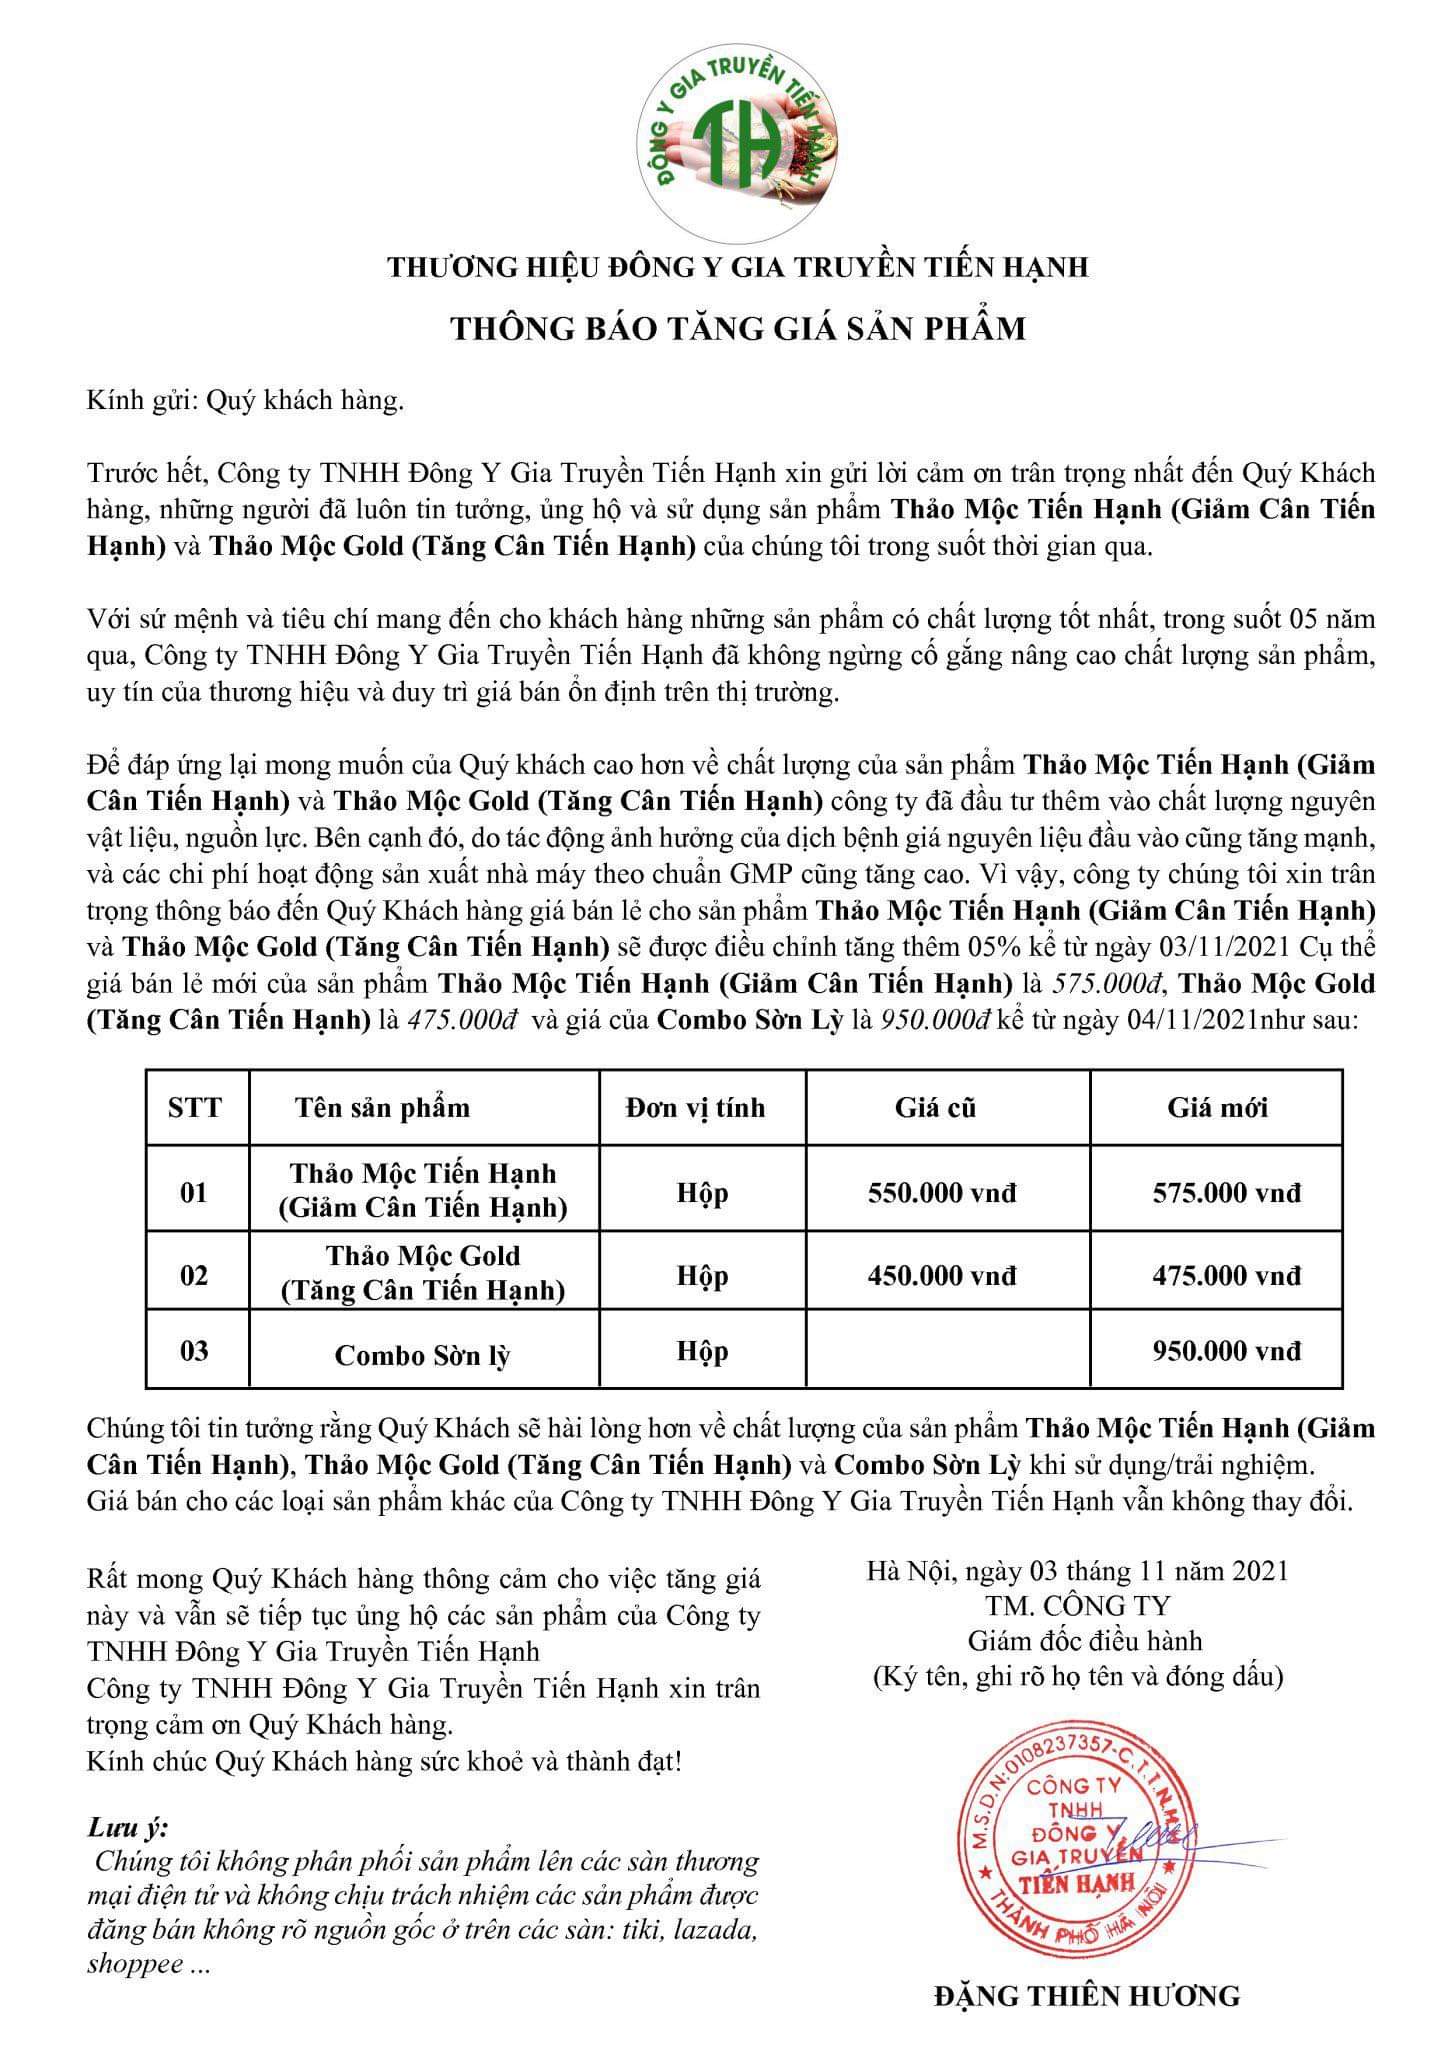 ĐÔNG Y GIA TRUYỀN TIẾN HẠNH
TH
THƯƠNG HIỆU ĐÔNG Y GIA TRUYỀN TIẾN HẠNH
THÔNG BÁO TĂNG GIÁ SẢN PHẨM
Kính gửi: Quý khách hàng.
Trước hết, Công ty TNHH Đông Y Gia Truyền Tiến Hạnh xin gửi lời cảm ơn trân trọng nhất đến Quý Khách
hàng, những người đã luôn tin tưởng, ủng hộ và sử dụng sản phẩm Thảo Mộc Tiến Hạnh (Giảm Cân Tiến
Hạnh) và Thảo Mộc Gold (Tăng Cân Tiến Hạnh) của chúng tôi trong suốt thời gian qua.
Với sứ mệnh và tiêu chí mang đến cho khách hàng những sản phẩm có chất lượng tốt nhất, trong suốt 05 năm
qua, Công ty TNHH Đông Y Gia Truyền Tiến Hạnh đã không ngừng cố gắng nâng cao chất lượng sản phẩm,
uy tín của thương hiệu và duy trì giá bán ổn định trên thị trường.
Để đáp ứng lại mong muốn của Quý khách cao hơn về chất lượng của sản phẩm Thảo Mộc Tiến Hạnh (Giảm
Cân Tiến Hạnh) và Thảo Mộc Gold (Tăng Cân Tiến Hạnh) công ty đã đầu tư thêm vào chất lượng nguyên
vật liệu, nguồn lực. Bên cạnh đó, do tác động ảnh hưởng của dịch bệnh giá nguyên liệu đầu vào cũng tăng mạnh,
và các chi phí hoạt động sản xuất nhà máy theo chuẩn GMP cũng tăng cao. Vì vậy, công ty chúng tôi xin trân
trọng thông báo đến Quý Khách hàng giá bán lẻ cho sản phẩm Thảo Mộc Tiến Hạnh (Giảm Cân Tiến Hạnh)
và Thảo Mộc Gold (Tăng Cân Tiến Hạnh) sẽ được điều chỉnh tăng thêm 05% kể từ ngày 03/11/2021 Cụ thể
giá bán lẻ mới của sản phẩm Thảo Mộc Tiến Hạnh (Giảm Cân Tiến Hạnh) là 575.000đ, Thảo Mộc Gold
(Tăng Cân Tiến Hạnh) là 475.000đ và giá của Combo Sờn Lỳ là 950.000đ kể từ ngày 04/11/2021như sau:
STT Tên sản phẩm Đơn vị tính Giá cũ Giá mới
01 Thảo Mộc Tiến Hạnh (Giảm Cân Tiến Hạnh) Hộp 550.000 vnđ 575.000 vnđ
02 Thảo Mộc Gold (Tăng Cân Tiến Hạnh) Hộp 450.000 vnđ 475.000 vnđ
03 Combo Sờn lỳ Hộp 950.000 vnđ
Chúng tôi tin tưởng rằng Quý Khách sẽ hài lòng hơn về chất lượng của sản phẩm Thảo Mộc Tiến Hạnh (Giảm
Cân Tiến Hạnh), Thảo Mộc Gold (Tăng Cân Tiến Hạnh) và Combo Sờn Lỳ khi sử dụng/trải nghiệm.
Giá bán cho các loại sản phẩm khác của Công ty TNHH Đông Y Gia Truyền Tiến Hạnh vẫn không thay đổi.
Rất mong Quý Khách hàng thông cảm cho việc tăng giá
này và vẫn sẽ tiếp tục ủng hộ các sản phẩm của Công ty
TNHH Đông Y Gia Truyền Tiến Hạnh
Công ty TNHH Đông Y Gia Truyền Tiến Hạnh xin trân
trọng cảm ơn Quý Khách hàng.
Kính chúc Quý Khách hàng sức khoẻ và thành đạt!
Lưu ý:
Chúng tôi không phân phối sản phẩm lên các sàn thương
mại điện tử và không chịu trách nhiệm các sản phẩm được
đăng bán không rõ nguồn gốc ở trên các sàn: tiki, lazada,
shoppee ...
Hà Nội, ngày 03 tháng 11 năm 2021
TM. CÔNG TY
Giám đốc điều hành
(Ký tên, ghi rõ họ tên và đóng dấu)
M.S.D.N:0108237357-C.T.T.N.H.H
CÔNG TY
TNHH
ĐÔNG Y
GIA TRUYỀN
TIẾN HẠNH
THÀNH PHỐ HÀ NỘI
ĐẶNG THIÊN HƯƠNG